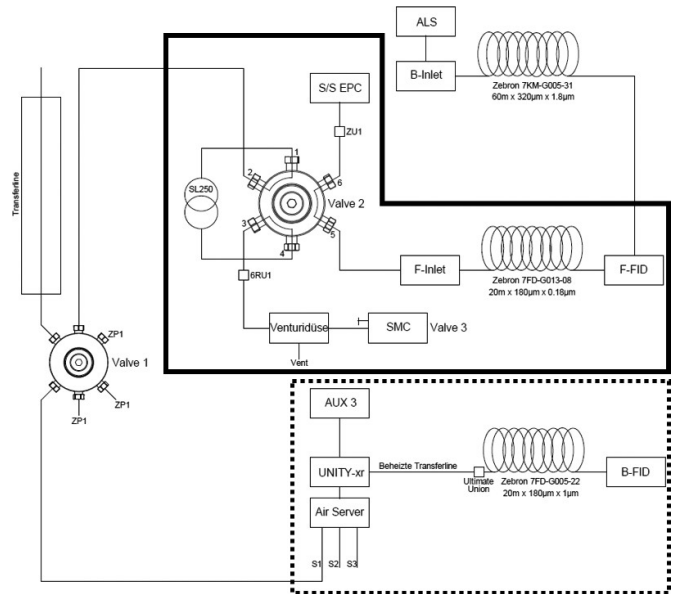 ALS
B-Inlet
Zebron 7KM-G005-31
60m x 320µm x 1.8µm
S/S EPC
ZU1
1
2
6
SL250
Valve 2
3
5
4
6RU1
Transferline
F-Inlet
Zebron 7FD-G013-08
20m x 180µm x 0.18µm
F-FID
Venturidüse
SMC
Valve 3
Vent
ZP1
Valve 1
ZP1
ZP1
AUX 3
UNITY-xr
Beheizte Transferline
Ultimate
Union
Zebron 7FD-G005-22
20m x 180µm x 1µm
B-FID
Air Server
S1
S2
S3